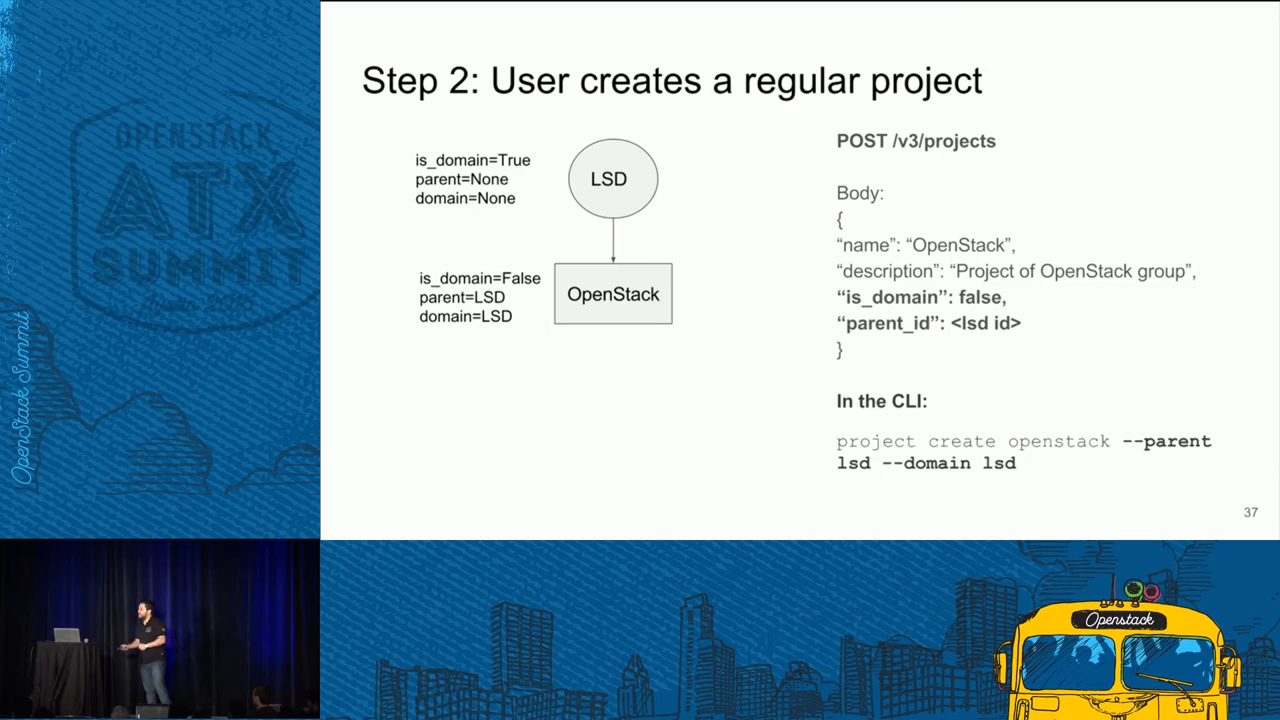 OPENSTACK
ATX
SUMMIT
OpenStack Summit
Step 2: User creates a regular project
is_domain=True
parent=None
domain=None
LSD
is_domain=False
parent=LSD
domain=LSD
OpenStack
POST /v3/projects
Body:
{
“name”: “OpenStack”,
“description”: “Project of OpenStack group”,
“is_domain”: false,
“parent_id”: <lsd id>
}
In the CLI:
project create openstack --parent
lsd --domain lsd
37
Openstack